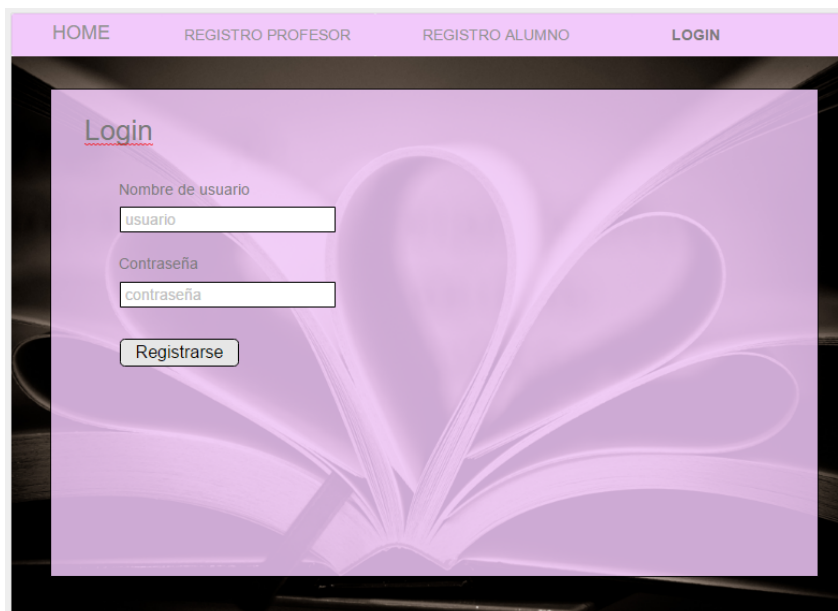 HOME REGISTRO PROFESOR REGISTRO ALUMNO LOGIN
Login
Nombre de usuario
usuario
Contraseña
contraseña
Registrarse